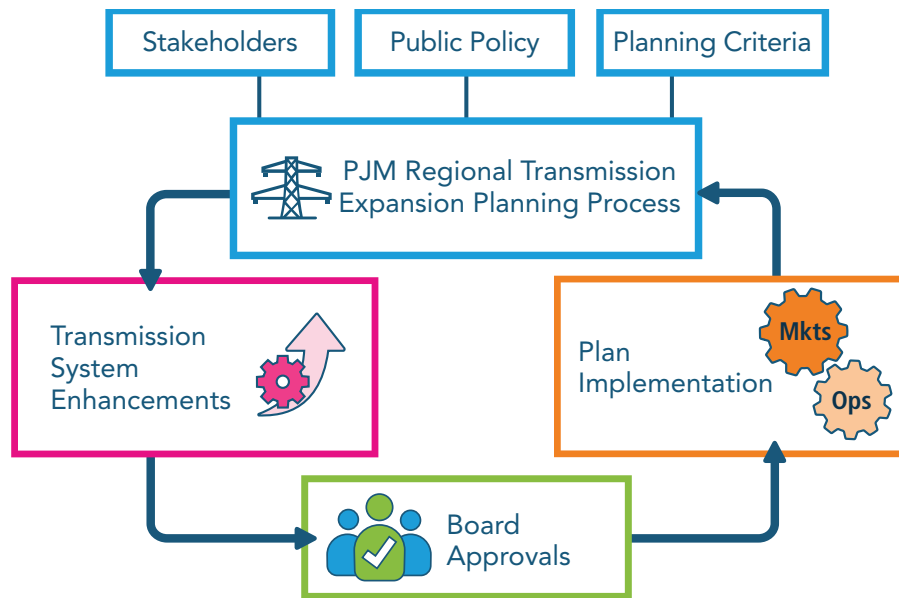 Stakeholders
Public Policy
Planning Criteria
PJM Regional Transmission
Expansion Planning Process
Transmission
System
Enhancements
Plan
Implementation
Mkts
Ops
Board
Approvals